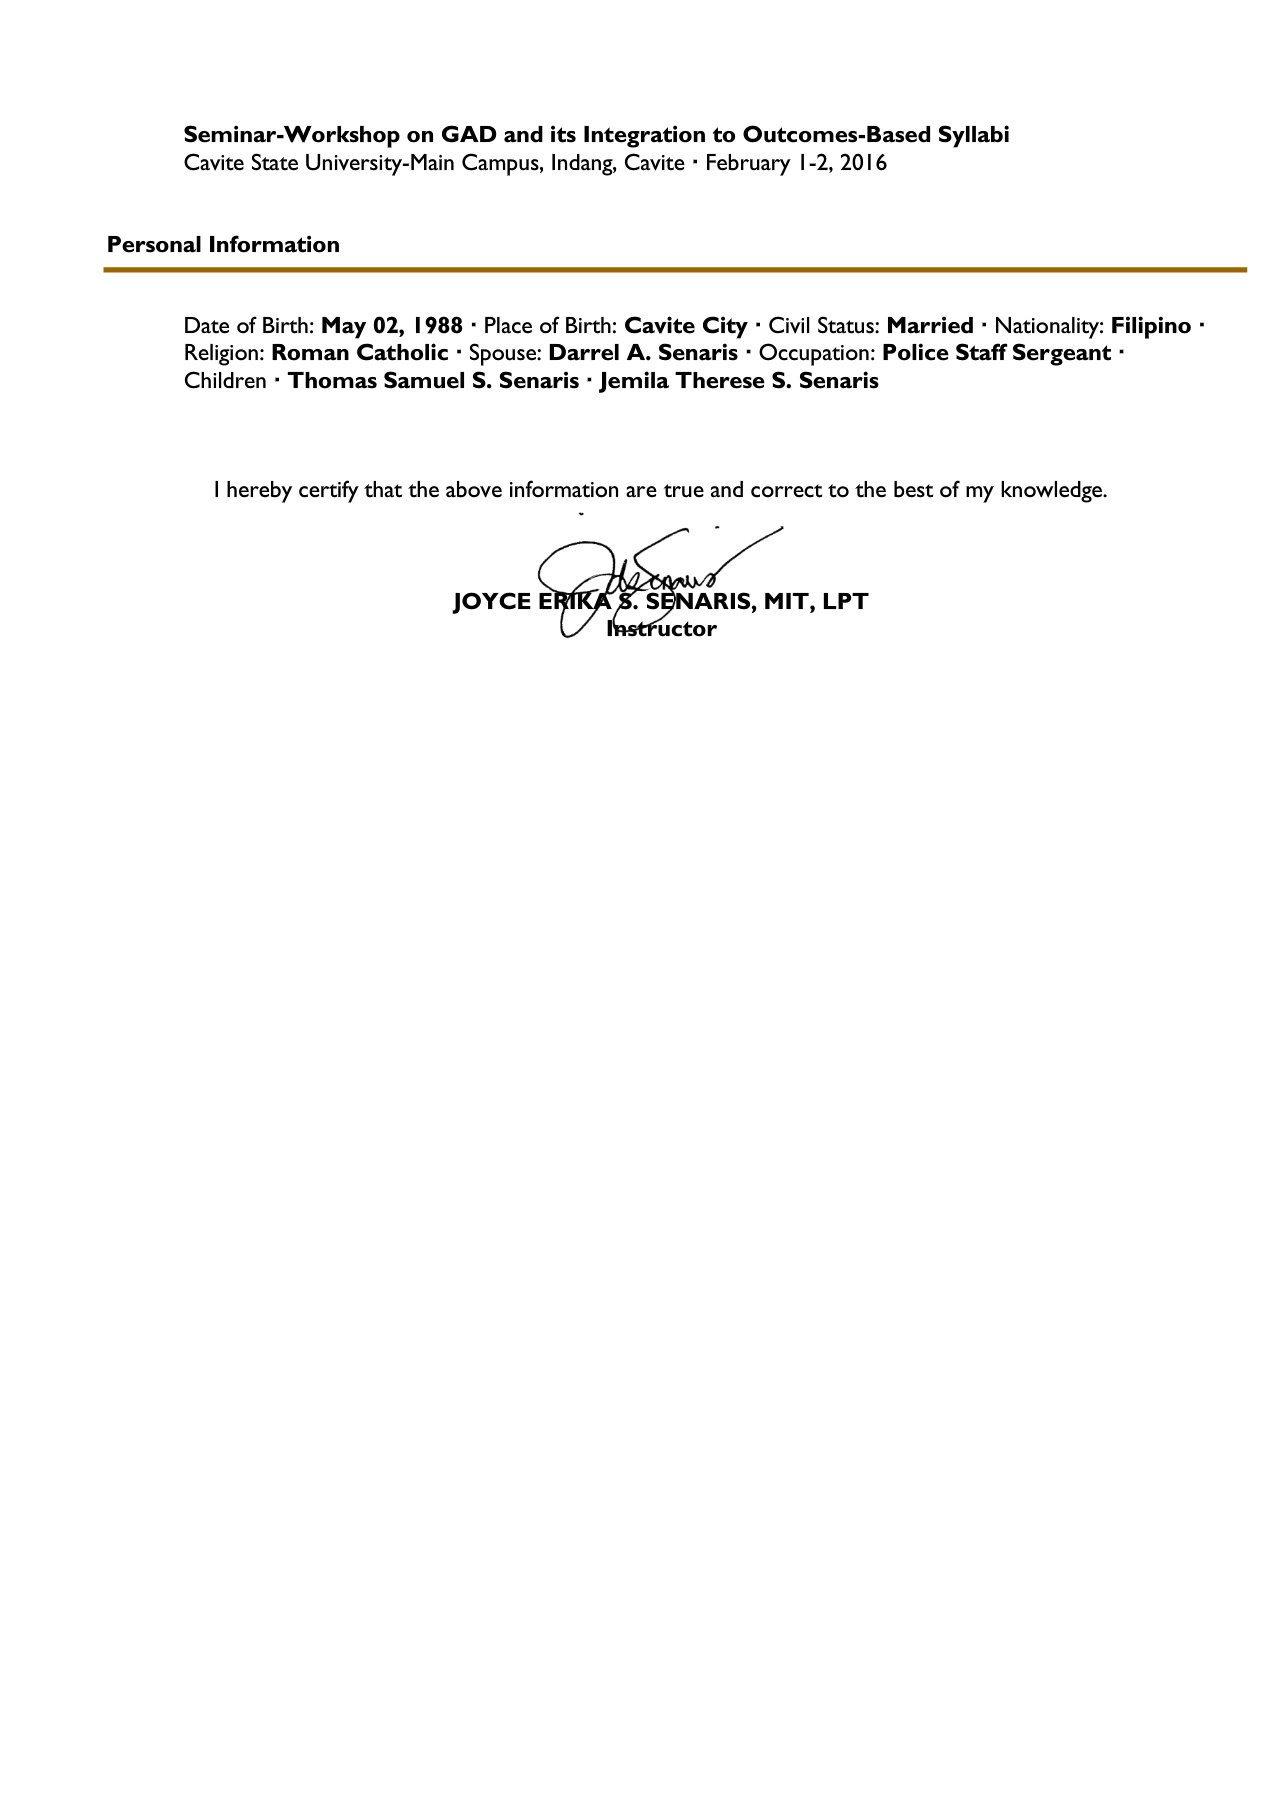 Seminar-Workshop on GAD and its Integration to Outcomes-Based Syllabi
Cavite State University-Main Campus, Indang, Cavite · February 1-2, 2016
Personal Information
Date of Birth: May 02, 1988 · Place of Birth: Cavite City · Civil Status: Married · Nationality: Filipino ·
Religion: Roman Catholic · Spouse: Darrel A. Senaris · Occupation: Police Staff Sergeant ·
Children · Thomas Samuel S. Senaris · Jemila Therese S. Senaris
I hereby certify that the above information are true and correct to the best of my knowledge.
JOYCE ERIKA S. SENARIS, MIT, LPT
Instructor